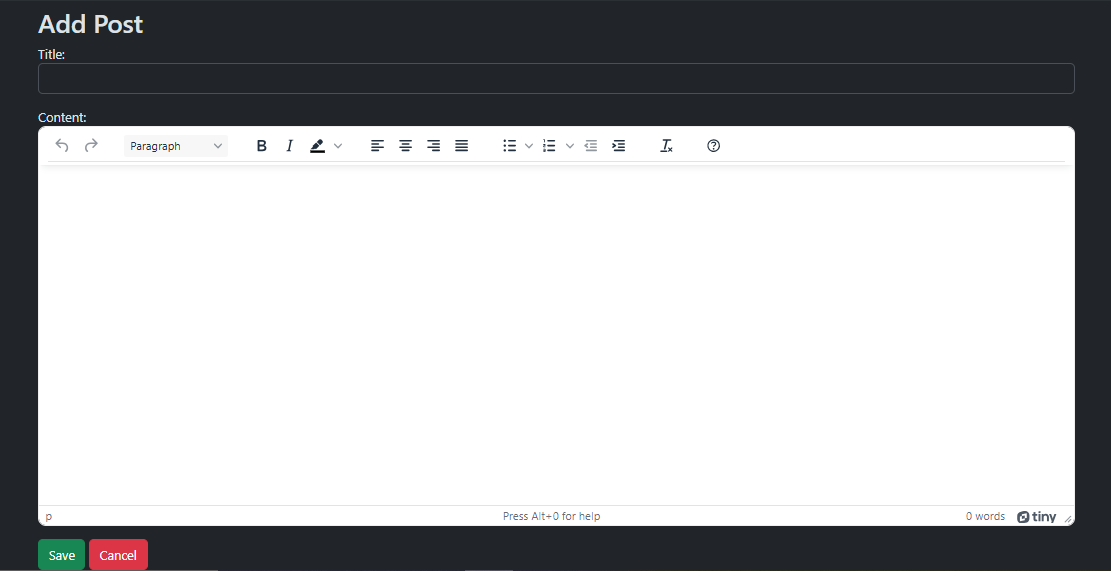 Add Post
Title:
Content:
Paragraph
p
Press Alt+0 for help
0 words
tiny
Save
Cancel